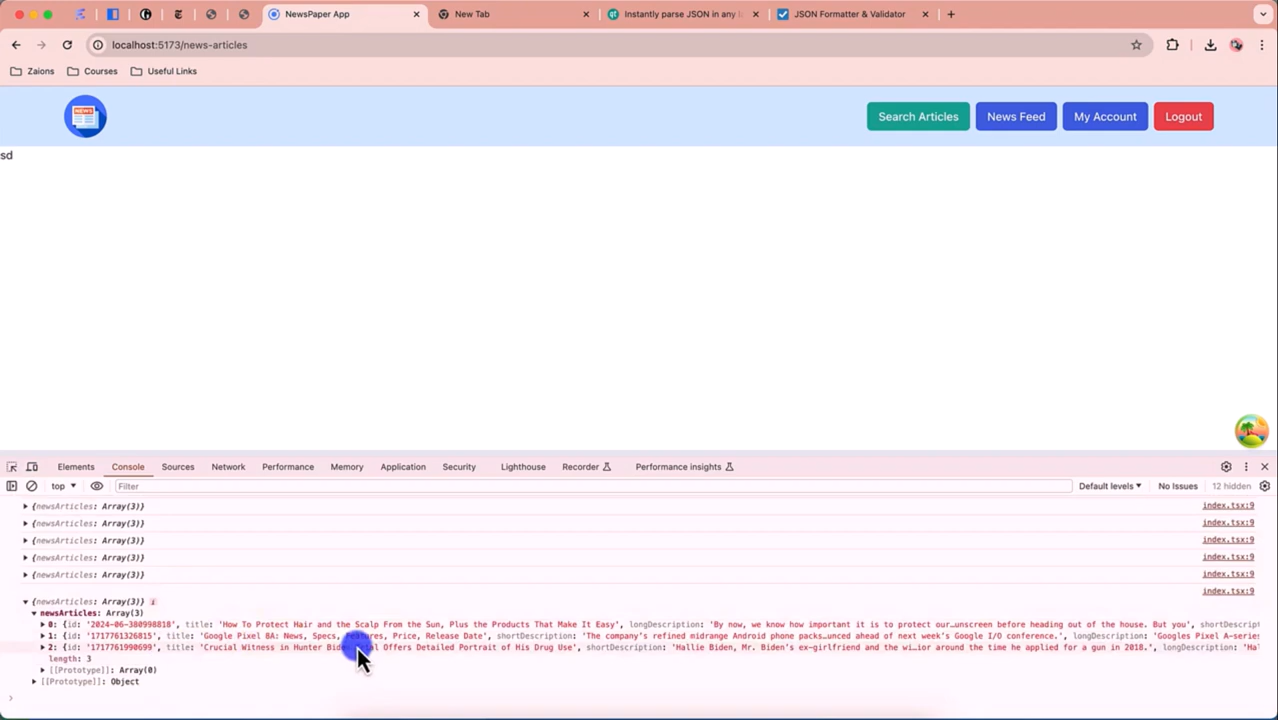 NewsPaper App
New Tab
Instantly parse JSON in any
JSON Formatter & Validator
localhost:5173/news-articles
Zaions
Courses
Useful Links
NEWS
Search Articles
News Feed
My Account
Logout
sd
Elements
Console
Sources
Network
Performance
Memory
Application
Security
Lighthouse
Recorder
Performance insights
top
Filter
Default levels
No Issues
12 hidden
{newsArticles: Array(3)} index.tsx:9
{newsArticles: Array(3)} index.tsx:9
{newsArticles: Array(3)} index.tsx:9
{newsArticles: Array(3)} index.tsx:9
{newsArticles: Array(3)} index.tsx:9
index.tsx:9
{newsArticles: Array(3)} i
newsArticles: Array(3)
0: {id: '2024-06-380998818', title: 'How To Protect Hair and the Scalp From the Sun, Plus the Products That Make It Easy', longDescription: 'By now, we know how important it is to protect our…unscreen before heading out of the house. But you', shortDescrip
1: {id: '1717761326815', title: 'Google Pixel 8A: News, Specs, Features, Price, Release Date', shortDescription: 'The company's refined midrange Android phone packs…unced ahead of next week's Google I/O conference.', longDescription: 'Googles Pixel A-series
2: {id: '1717761990699', title: 'Crucial Witness in Hunter Offers Detailed Portrait of His Drug Use', shortDescription: 'Hallie Biden, Mr. Biden's ex-girlfriend and the wi…ior around the time he applied for a gun in 2018.', longDescription: 'Hal
length: 3
[[Prototype]]: Array(0)
[[Prototype]]: Object